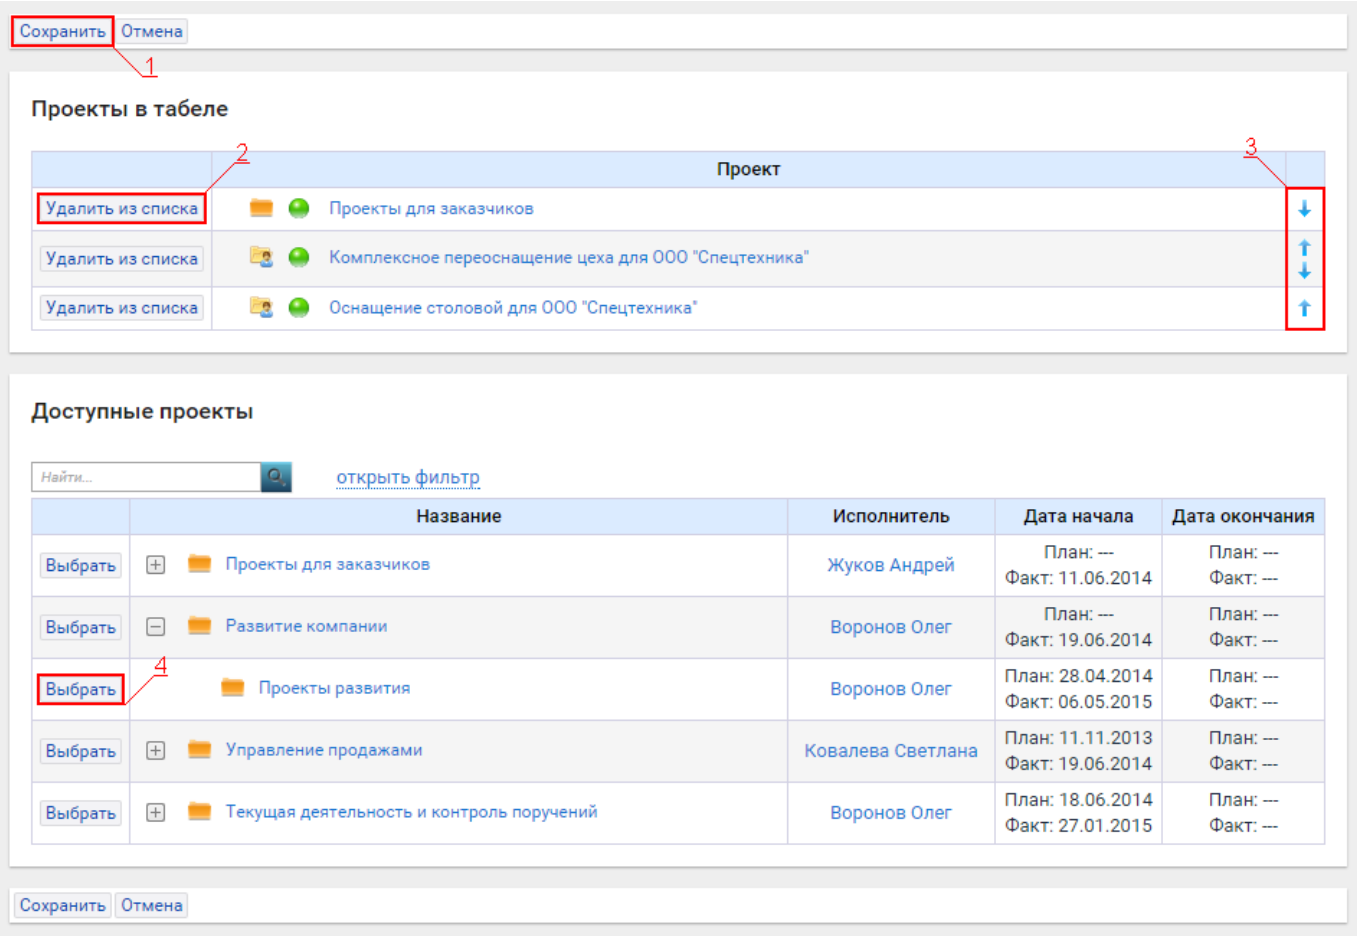 Сохранить Отмена
1
Проекты в табеле
2
3
Проект
Удалить из списка Проекты для заказчиков
Удалить из списка Комплексное переоснащение цеха для ООО "Спецтехника"
Удалить из списка Оснащение столовой для ООО "Спецтехника"
Доступные проекты
Найти... открыть фильтр
Название Исполнитель Дата начала Дата окончания
Выбрать Проекты для заказчиков Жуков Андрей План: --- План: ---
Факт: 11.06.2014 Факт: ---
Выбрать Развитие компании Воронов Олег План: --- План: ---
Факт: 19.06.2014 Факт: ---
4
Выбрать Проекты развития Воронов Олег План: 28.04.2014 План: ---
Факт: 06.05.2015 Факт: ---
Выбрать Управление продажами Ковалева Светлана План: 11.11.2013 План: ---
Факт: 19.06.2014 Факт: ---
Выбрать Текущая деятельность и контроль поручений Воронов Олег План: 18.06.2014 План: ---
Факт: 27.01.2015 Факт: ---
Сохранить Отмена